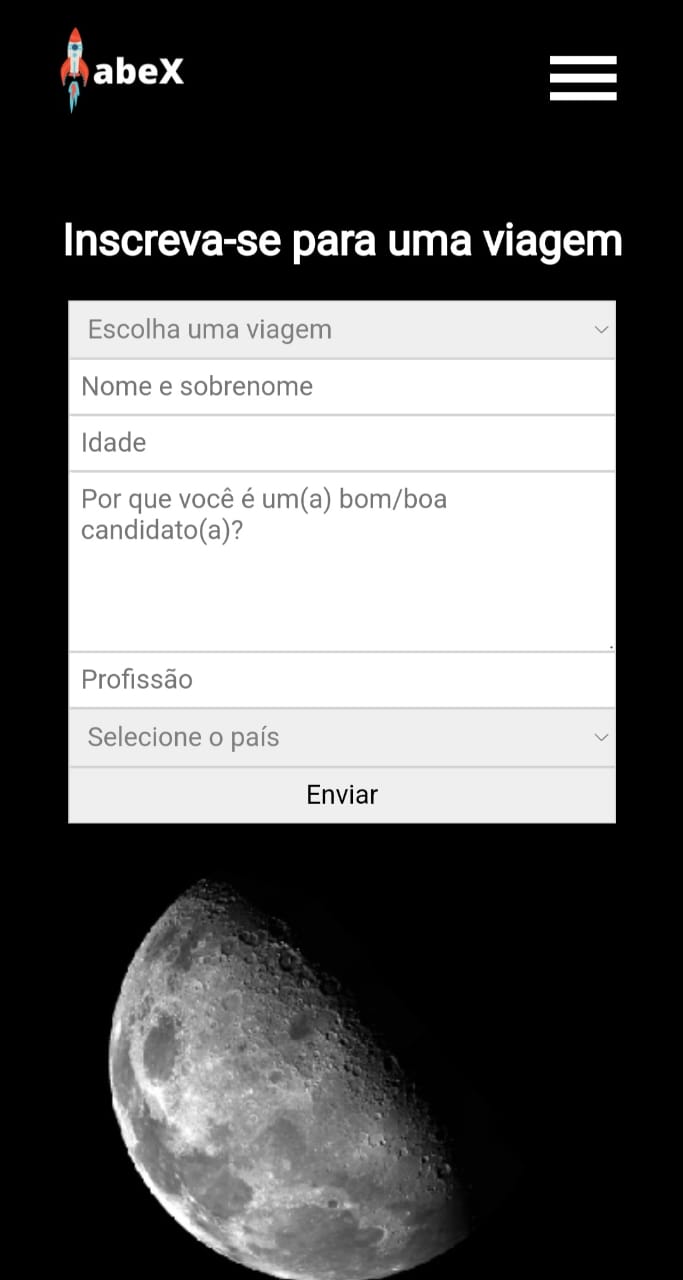 abeX
Inscreva-se para uma viagem
Escolha uma viagem
Nome e sobrenome
Idade
Por que você é um(a) bom/boa
candidato(a)?
Profissão
Selecione o país
Enviar